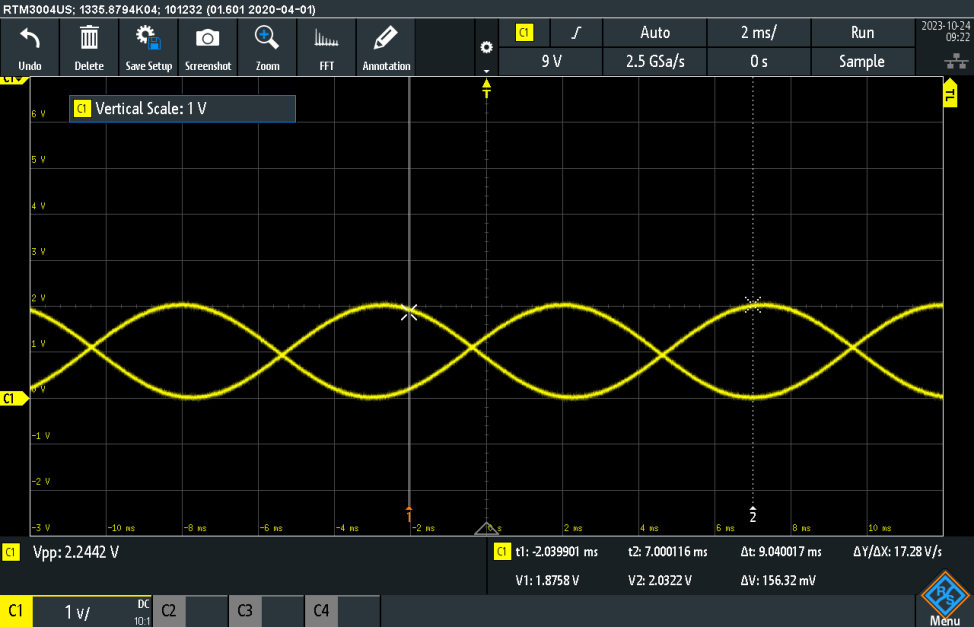 RTM3004US; 1335.8794K04; 101232 (01.601 2020-04-01)
Undo Delete Save Setup Screenshot Zoom FFT Annotation
C1 Auto 2 ms/ Run 2023-10-24
9 V 2.5 GSa/s 0 s Sample 09:22
C1
T
TL
C1 Vertical Scale: 1 V
6 V
5 V
4 V
3 V
2 V
1 V
0 V
C1
-1 V
-2 V
1 2
-3 V -10 ms -8 ms -6 ms -4 ms -2 ms 0 s 2 ms 4 ms 6 ms 8 ms 10 ms
C1 Vpp: 2.2442 V
C1 t1: -2.039901 ms t2: 7.000116 ms Δt: 9.040017 ms ΔY/ΔX: 17.28 V/s
V1: 1.8758 V V2: 2.0322 V ΔV: 156.32 mV
C1 1 V/ DC 10:1 C2 C3 C4
R&S
Menu